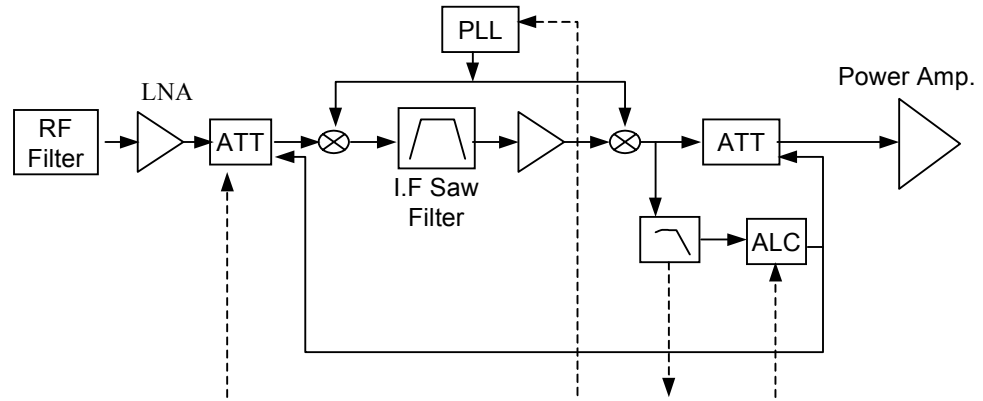 PLL
Power Amp.
LNA
RF
Filter
ATT
ATT
I.F Saw
Filter
ALC